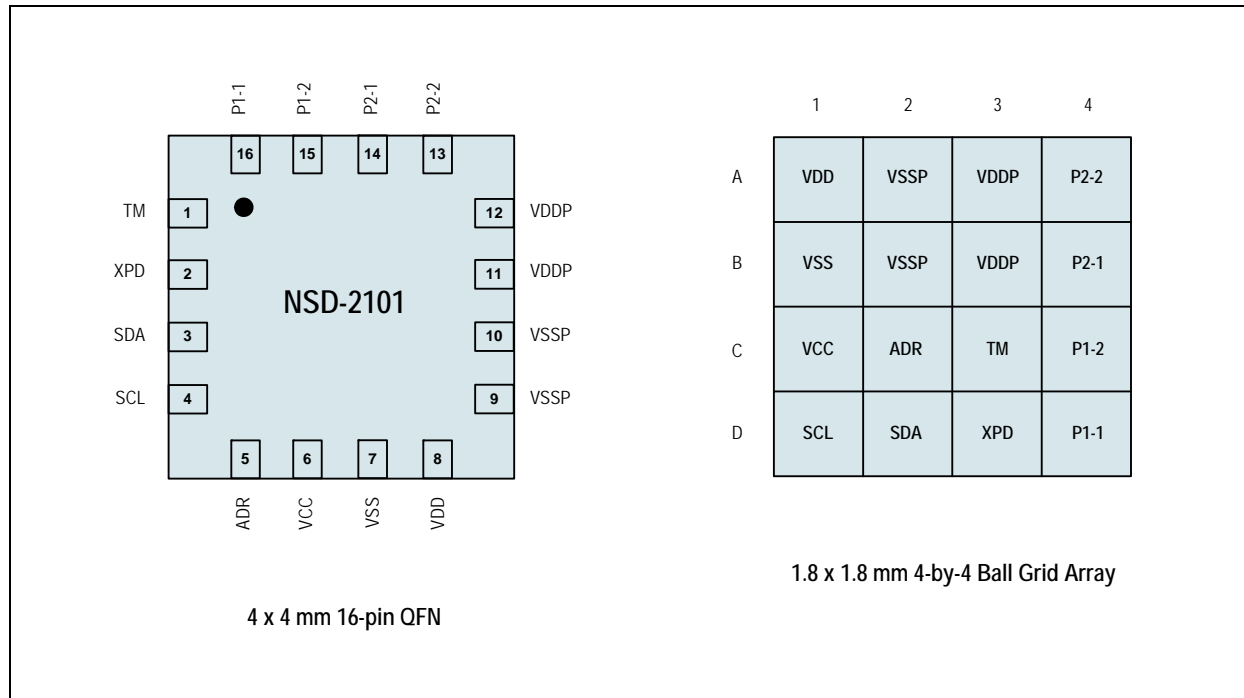 P1-1 P1-2 P2-1 P2-2
16 15 14 13
TM 1 12 VDDP
XPD 2 11 VDDP
NSD-2101
SDA 3 10 VSSP
SCL 4 9 VSSP
5 6 7 8
ADR VCC VSS VDD
4 x 4 mm 16-pin QFN
1 2 3 4
A VDD VSSP VDDP P2-2
B VSS VSSP VDDP P2-1
C VCC ADR TM P1-2
D SCL SDA XPD P1-1
1.8 x 1.8 mm 4-by-4 Ball Grid Array